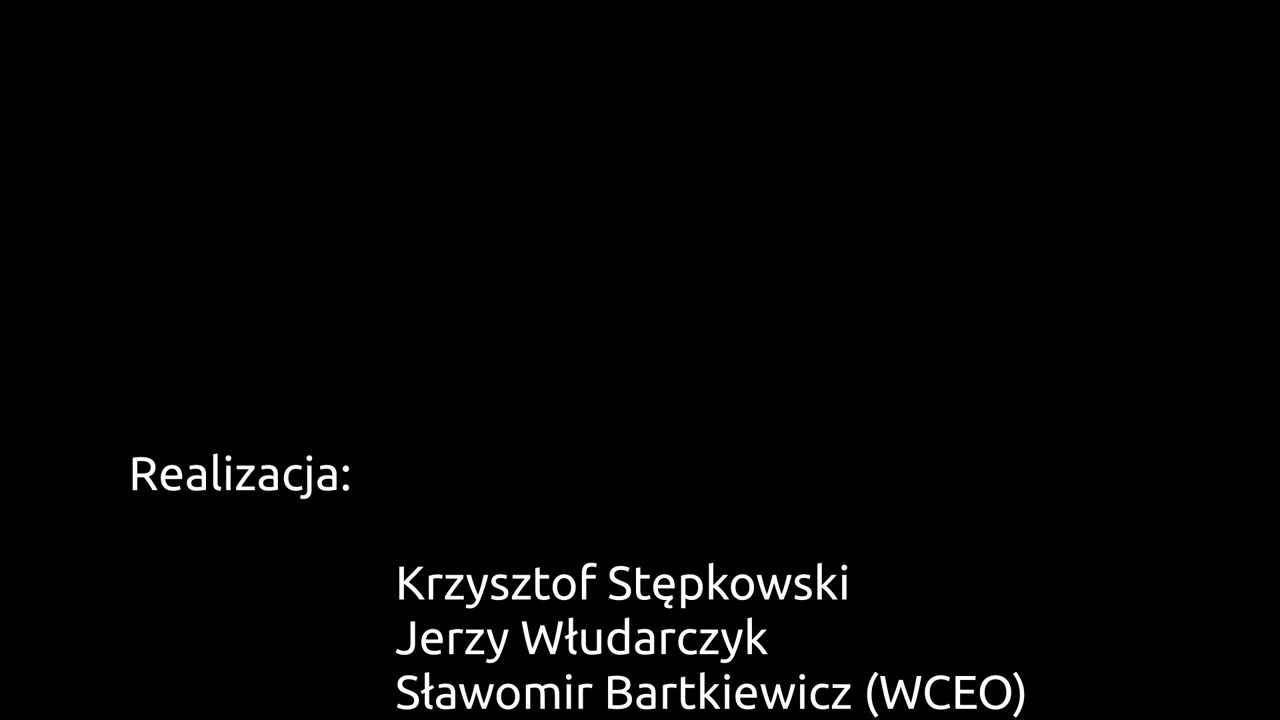 Realizacja:
Krzysztof Stępkowski
Jerzy Włudarczyk
Sławomir Bartkiewicz (WCEO)